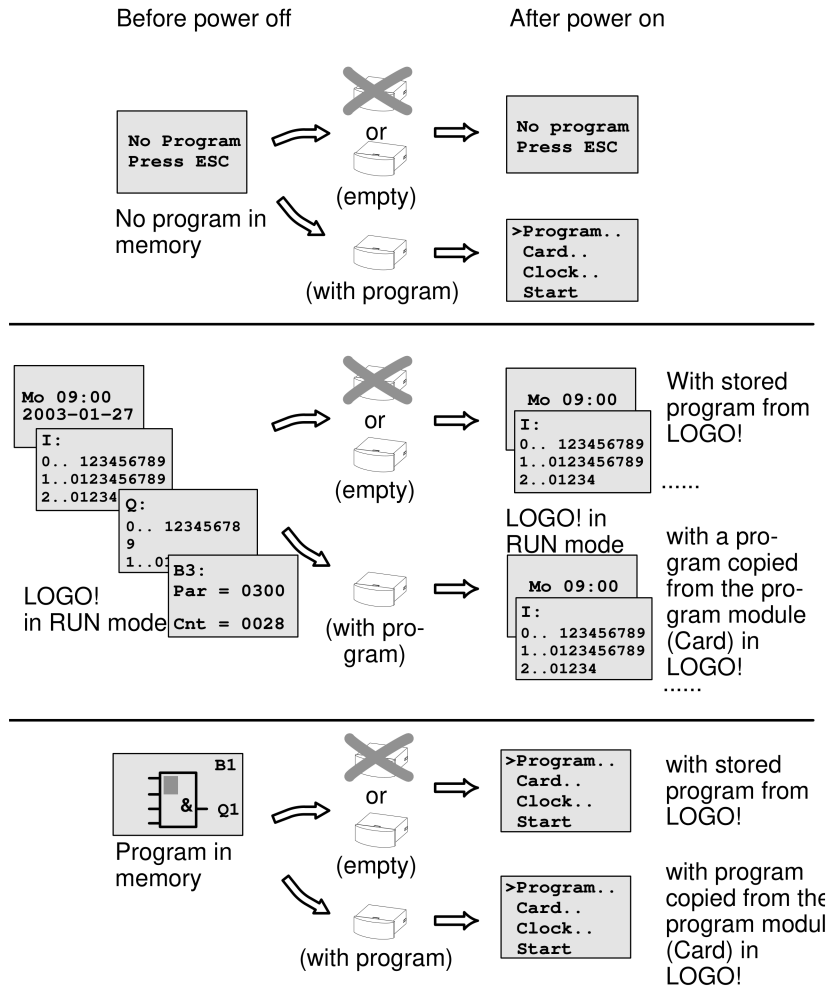 Before power off
After power on
No Program
Press ESC
No program in
memory
or
(empty)
(with program)
No program
Press ESC
>Program..
Card..
Clock..
Start
Mo 09:00
2003–01–27
I:
0.. 123456789
1..0123456789
2..01234
Q:
0.. 12345678
9
1..01
B3:
Par = 0300
Cnt = 0028
LOGO!
in RUN mode
or
(empty)
(with pro-
gram)
Mo 09:00
I:
0.. 123456789
1..0123456789
2..01234
With stored
program from
LOGO!
......
LOGO! in
RUN mode
Mo 09:00
I:
0.. 123456789
1..0123456789
2..01234
with a pro-
gram copied
from the pro-
gram module
(Card) in
LOGO!
......
B1
&
Q1
Program in
memory
or
(empty)
(with program)
>Program..
Card..
Clock..
Start
with stored
program from
LOGO!
>Program..
Card..
Clock..
Start
with program
copied from the
program modul
(Card) in
LOGO!